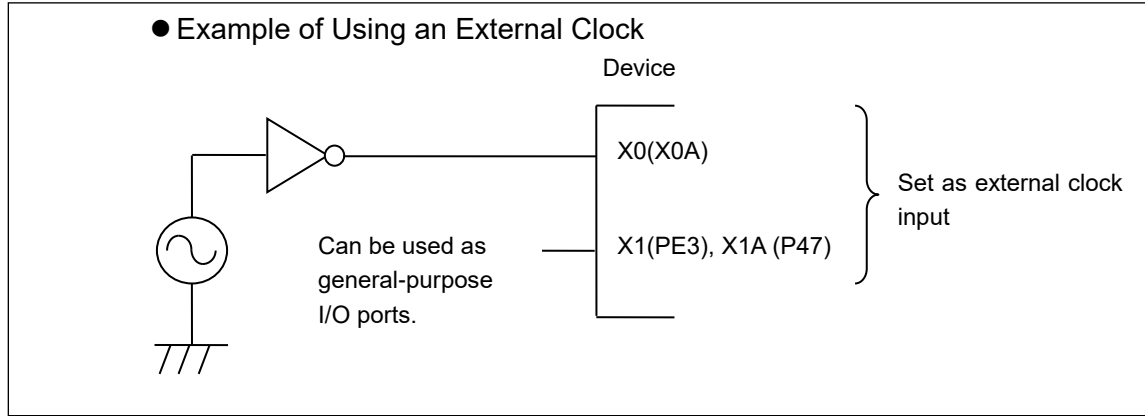 ● Example of Using an External Clock
Device
X0(X0A)
Set as external clock
input
Can be used as
general-purpose
I/O ports.
X1(PE3), X1A (P47)